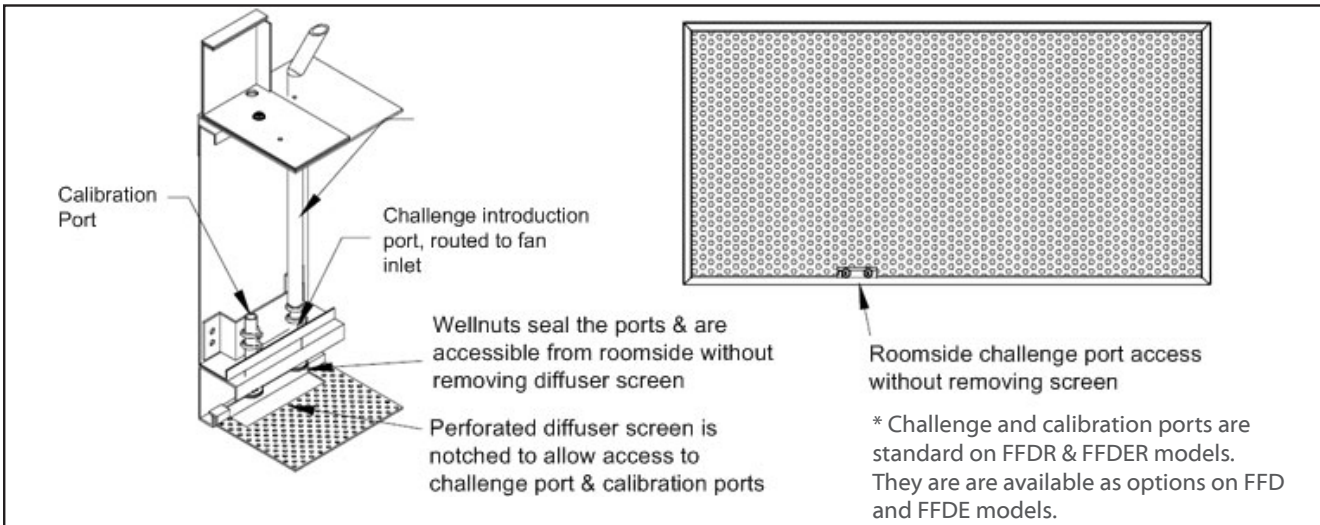 Calibration
Port
Challenge introduction
port, routed to fan
inlet
Wellnuts seal the ports & are
accessible from roomside without
removing diffuser screen
Perforated diffuser screen is
notched to allow access to
challenge port & calibration ports
Roomside challenge port access
without removing screen
* Challenge and calibration ports are
standard on FFDR & FFDER models.
They are are available as options on FFD
and FFDE models.